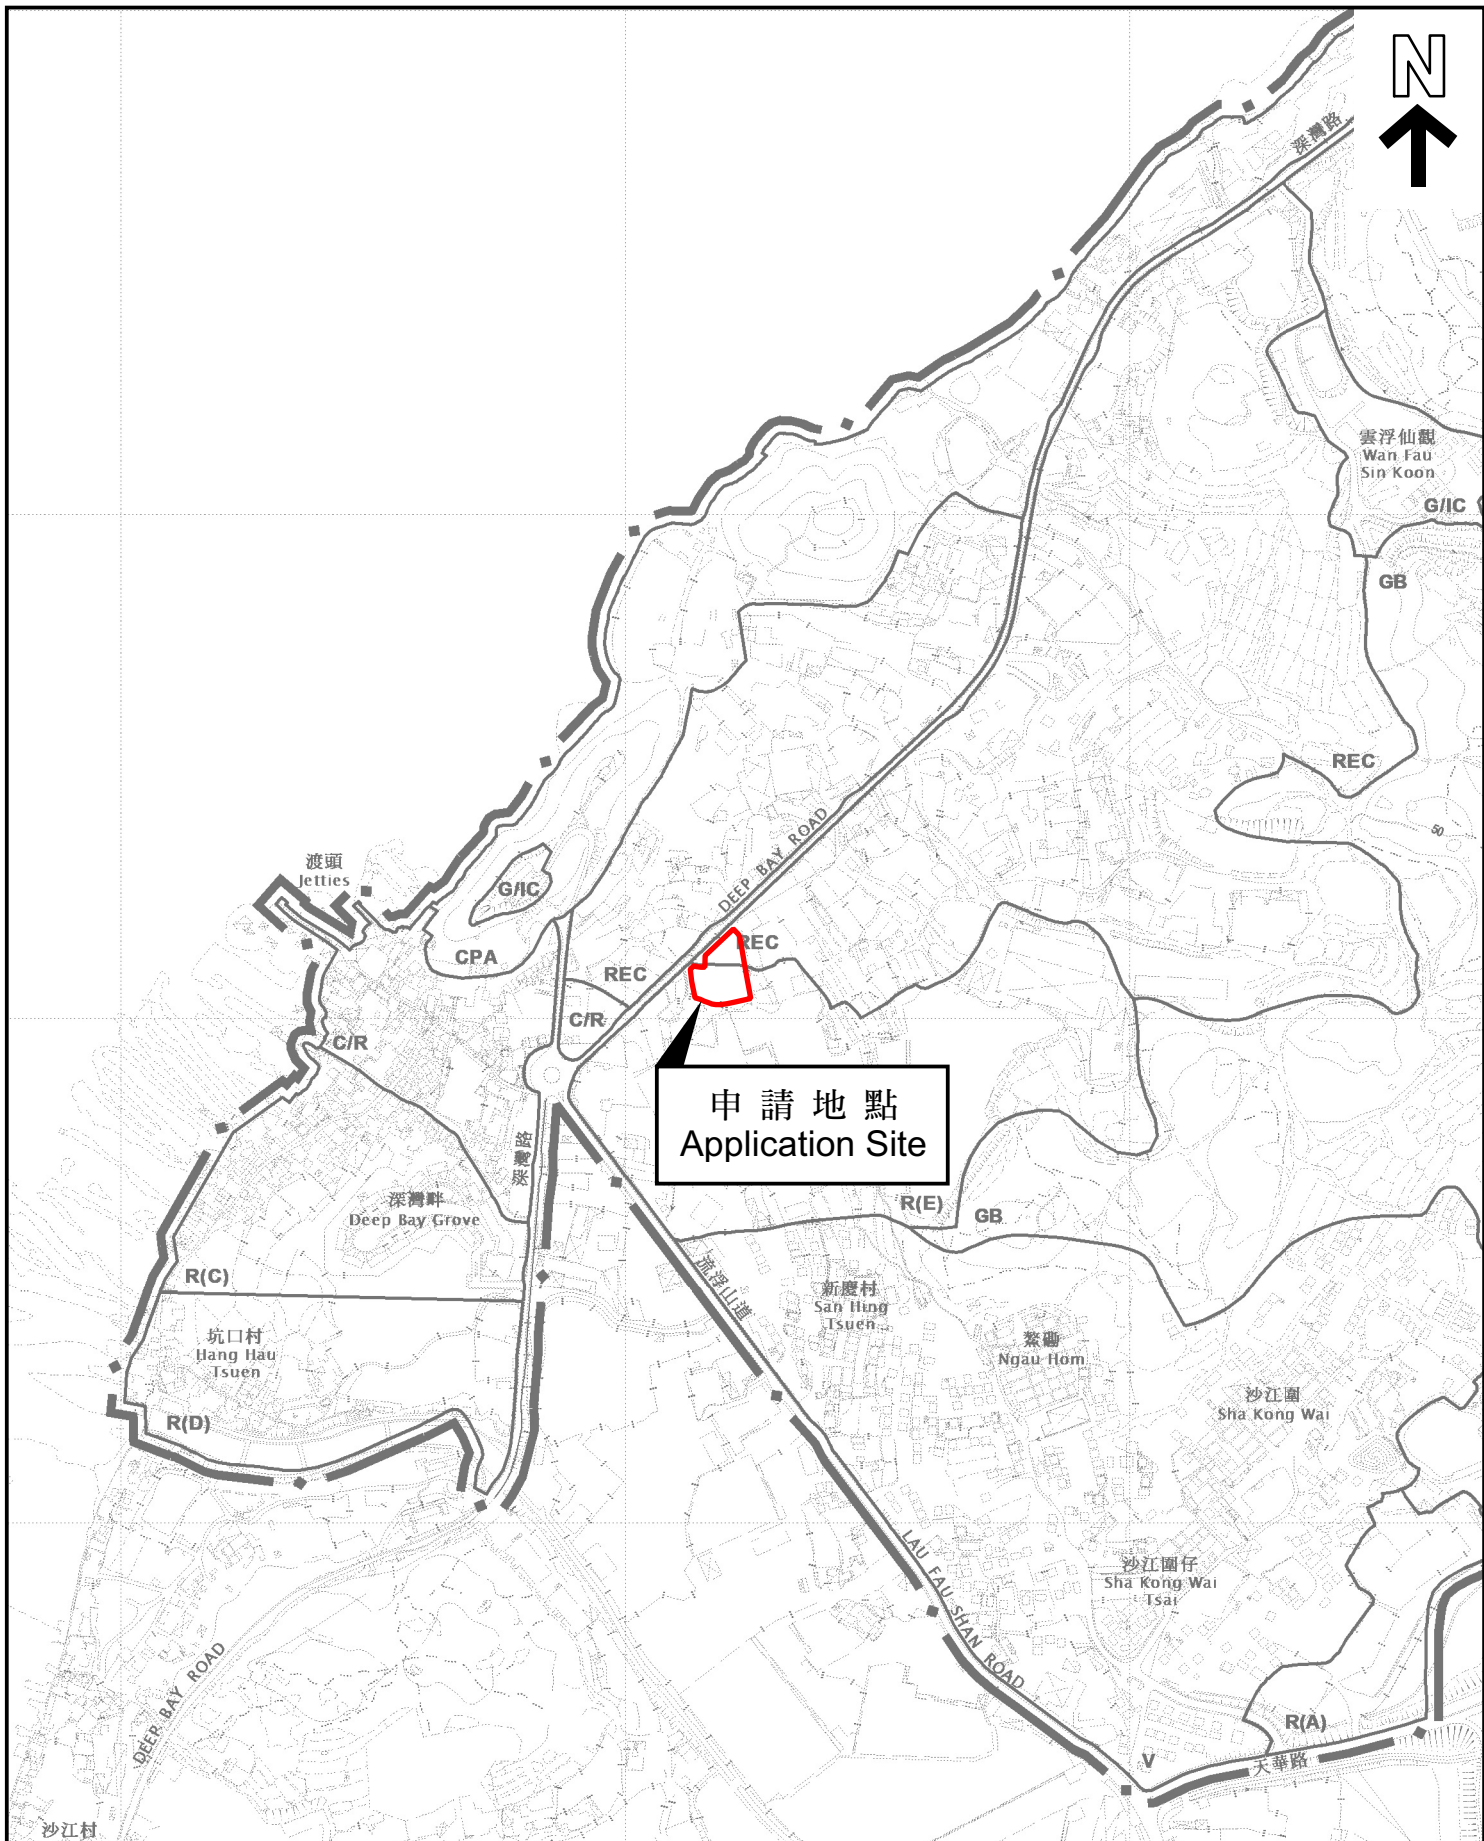 N
深灣路
雲浮仙觀
Wan Fau
Sin Koon
G/IC
GB
REC
50
DEEP BAY ROAD
渡頭
Jetties
G/IC
CPA
REC
REC
C/R
C/R
申請地點
Application Site
深灣路
深灣畔
Deep Bay Grove
R(E)
GB
R(C)
流浮山道
新慶村
San Hing
Tsuen
鰲磡
Ngau Hom
坑口村
Hang Hau
Tsuen
沙江圍
Sha Kong Wai
R(D)
LAU FAU SHAN ROAD
沙江圍仔
Sha Kong Wai
Tsai
DEEP BAY ROAD
R(A)
V
天華路
沙江村